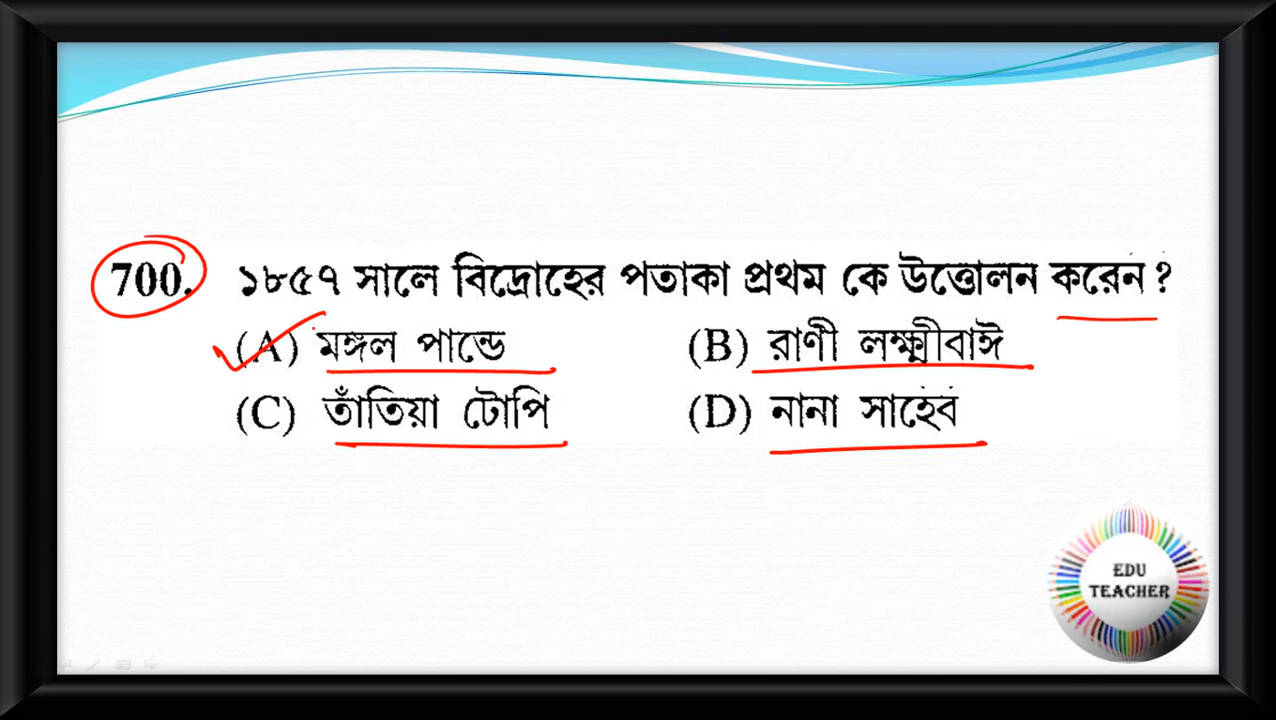 700. ১৮৫৭ সালে বিদ্রোহের পতাকা প্রথম কে উত্তোলন করেন ?
(A) মঙ্গল পান্ডে (B) রাণী লক্ষ্মীবাঈ
(C) তাঁতিয়া টোপি (D) নানা সাহেব
EDU
TEACHER